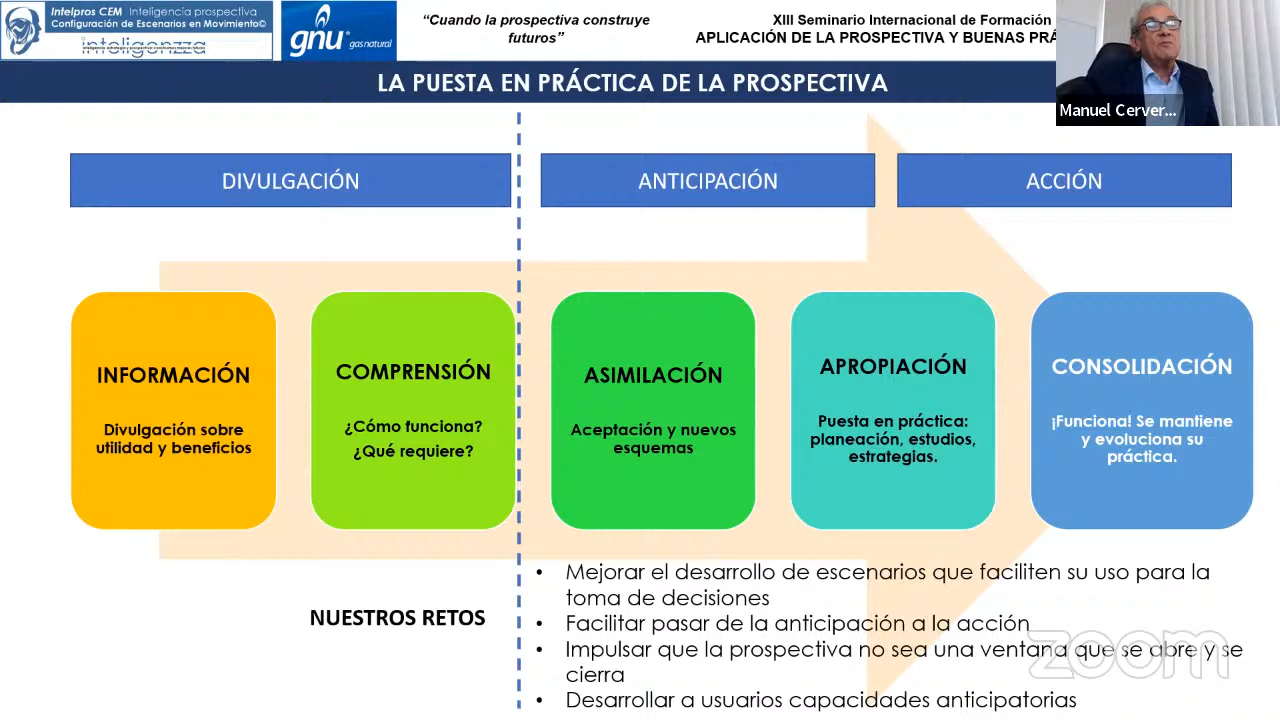 Intelpros CEM Inteligencia prospectiva
Configuración de Escenarios en Movimiento©
inteligenzza
gnu gas natural
“Cuando la prospectiva construye
futuros”
XIII Seminario Internacional de Formación
APLICACIÓN DE LA PROSPECTIVA Y BUENAS PRÁ
Manuel Cerver...
LA PUESTA EN PRÁCTICA DE LA PROSPECTIVA
DIVULGACIÓN
ANTICIPACIÓN
ACCIÓN
INFORMACIÓN
Divulgación sobre
utilidad y beneficios
COMPRENSIÓN
¿Cómo funciona?
¿Qué requiere?
ASIMILACIÓN
Aceptación y nuevos
esquemas
APROPIACIÓN
Puesta en práctica:
planeación, estudios,
estrategias.
CONSOLIDACIÓN
¡Funciona! Se mantiene
y evoluciona su
práctica.
NUESTROS RETOS
• Mejorar el desarrollo de escenarios que faciliten su uso para la
toma de decisiones
• Facilitar pasar de la anticipación a la acción
• Impulsar que la prospectiva no sea una ventana que se abre y se
cierra
• Desarrollar a usuarios capacidades anticipatorias
zoom